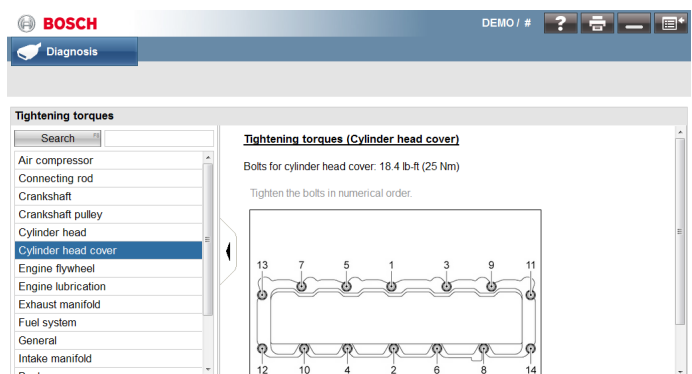 BOSCH
DEMO / #
?
Diagnosis
Tightening torques
Search
Air compressor
Connecting rod
Crankshaft
Crankshaft pulley
Cylinder head
Cylinder head cover
Engine flywheel
Engine lubrication
Exhaust manifold
Fuel system
General
Intake manifold
Tightening torques (Cylinder head cover)
Bolts for cylinder head cover: 18.4 lb-ft (25 Nm)
Tighten the bolts in numerical order.
13 7 5 1 3 9 11
12 10 4 2 6 8 14